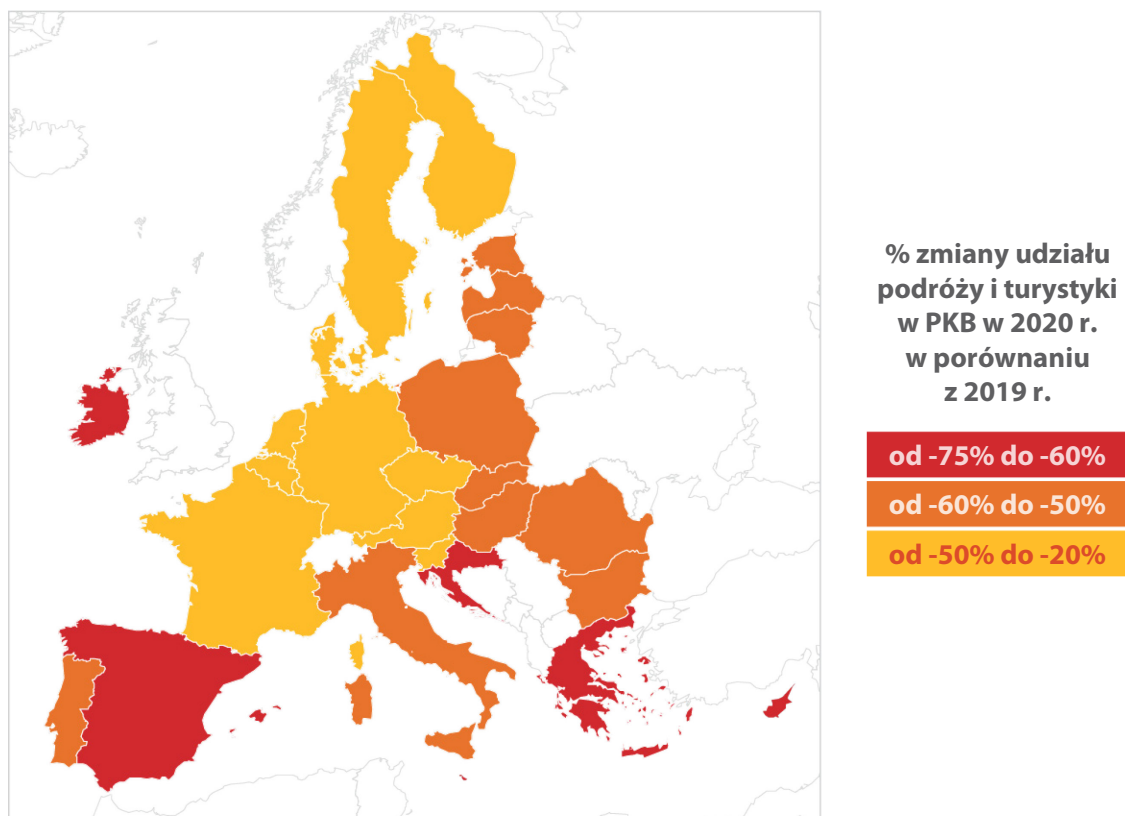 % zmiany udziału
podróży i turystyki
w PKB w 2020 r.
w porównaniu
z 2019 r.
od -75% do -60%
od -60% do -50%
od -50% do -20%